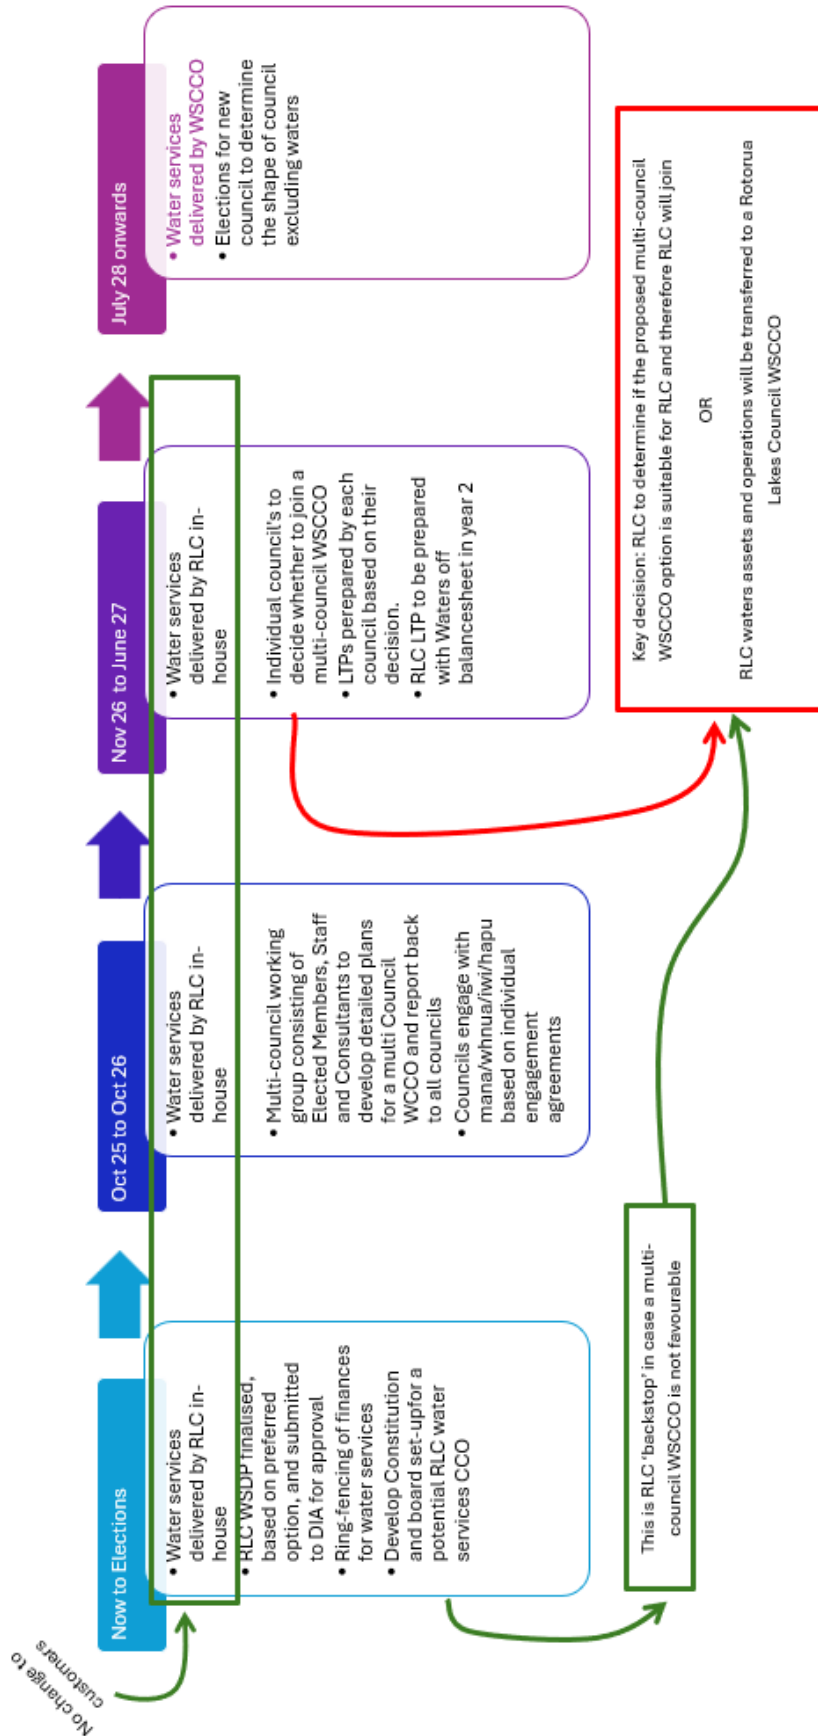 No change to
customers
Now to Elections
• Water services
delivered by RLC in-
house
• RLC WSDP finalised,
based on preferred
option, and submitted
to DIA for approval
• Ring-fencing of finances
for water services
• Develop Constitution
and board set-upfor a
potential RLC water
services CCO
Oct 25 to Oct 26
• Water services
delivered by RLC in-
house
• Multi-council working
group consisting of
Elected Members, Staff
and Consultants to
develop detailed plans
for a multi Council
WCCO and report back
to all councils
• Councils engage with
mana/whnua/iwi/hapu
based on individual
engagement
agreements
Nov 26 to June 27
• Water services
delivered by RLC in-
house
• Individual council's to
decide whether to join a
multi-council WSCCO
• LTPs perepared by each
council based on their
decision.
• RLC LTP to be prepared
with Waters off
balancesheet in year 2
July 28 onwards
• Water services
delivered by WSCCO
• Elections for new
council to determine
the shape of council
excluding waters
This is RLC 'backstop' in case a multi-
council WSCCO is not favourable
Key decision: RLC to determine if the proposed multi-council
WSCCO option is suitable for RLC and therefore RLC will join
OR
RLC waters assets and operations will be transferred to a Rotorua
Lakes Council WSCCO